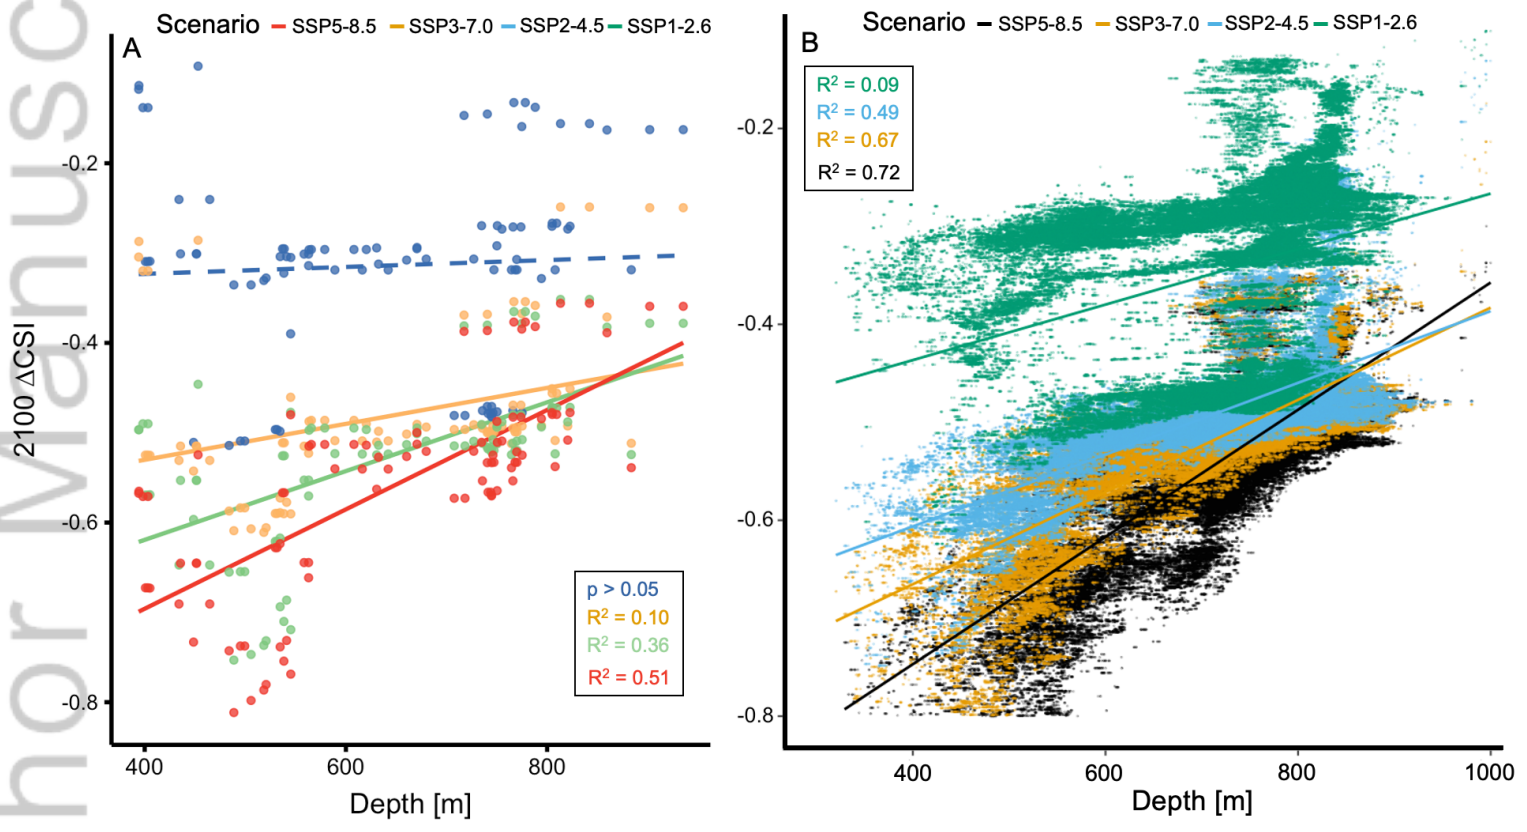 hor Manusc
A
Scenario SSP5-8.5 SSP3-7.0 SSP2-4.5 SSP1-2.6
-0.2
-0.4
-0.6
-0.8
2100 ΔCSI
p > 0.05
R² = 0.10
R² = 0.36
R² = 0.51
400 600 800
Depth [m]
B
Scenario SSP5-8.5 SSP3-7.0 SSP2-4.5 SSP1-2.6
R² = 0.09
R² = 0.49
R² = 0.67
R² = 0.72
-0.2
-0.4
-0.6
-0.8
400 600 800 1000
Depth [m]